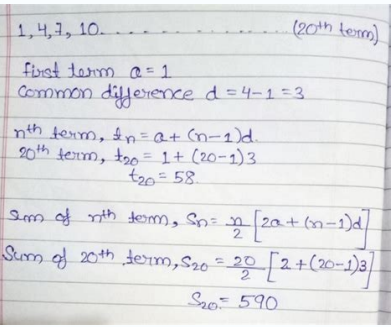 1, 4, 7, 10. . . . . . . . . . . . . . . . . (20th term)
first term a = 1
common difference d = 4-1 = 3
nth term, tn = a + (n-1)d.
20th term, t20 = 1 + (20-1)3
t20 = 58.
Sum of nth term, Sn = n/2 [2a + (n-1)d]
Sum of 20th term, S20 = 20/2 [2 + (20-1)3]
S20 = 590